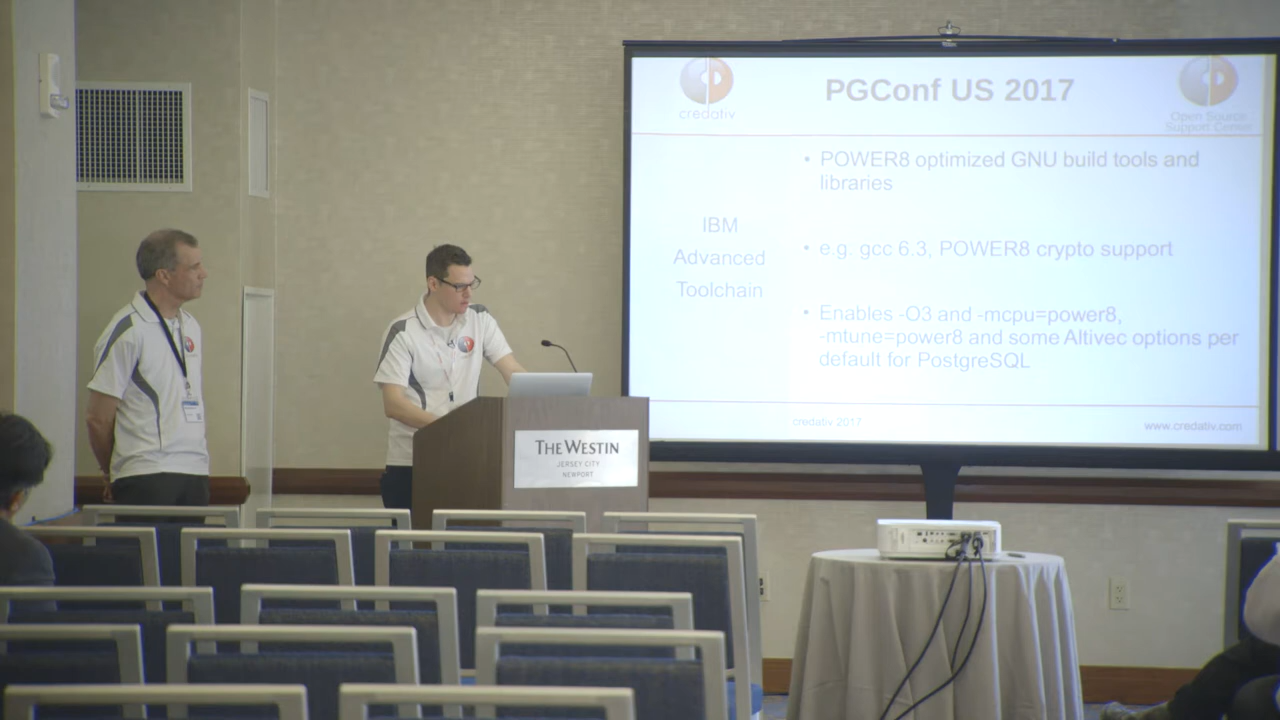 credativ
PGConf US 2017
Open Source
Support Center
IBM
Advanced
Toolchain
• POWER8 optimized GNU build tools and
libraries
• e.g. gcc 6.3, POWER8 crypto support
• Enables -O3 and -mcpu=power8,
-mtune=power8 and some Altivec options per
default for PostgreSQL
credativ 2017
www.credativ.com
THE WESTIN
JERSEY CITY
NEWPORT